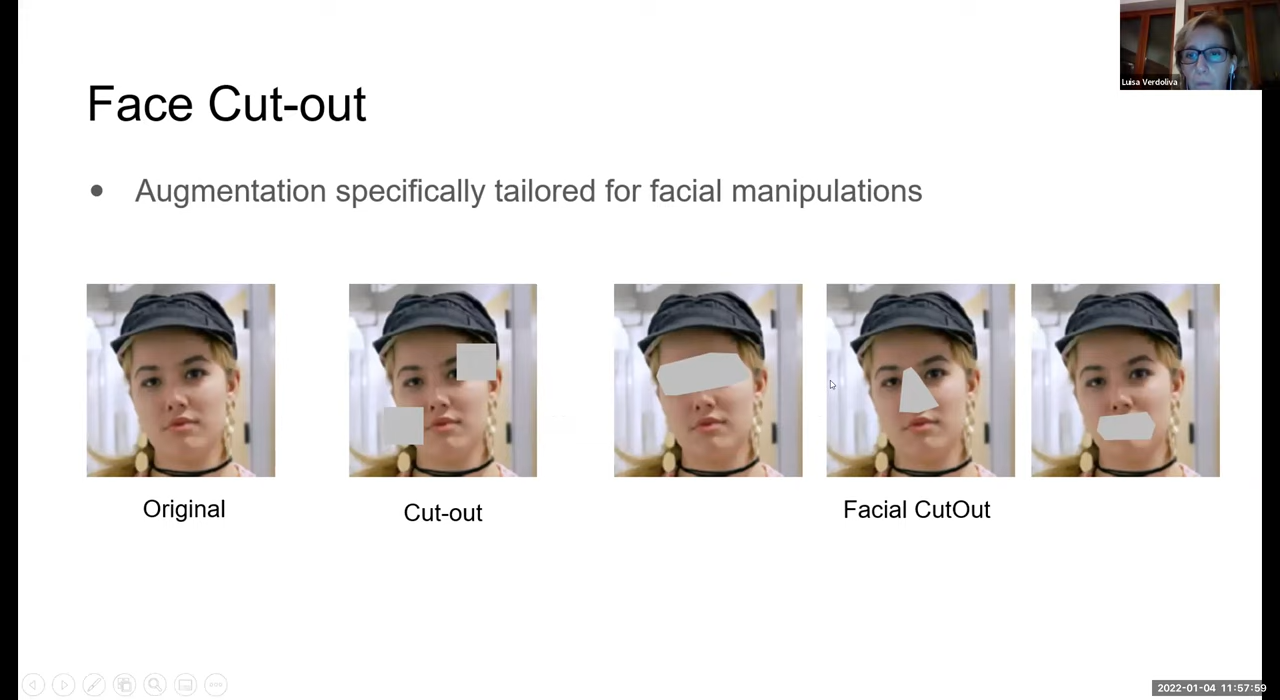 Luisa Verdoliva
Face Cut-out
• Augmentation specifically tailored for facial manipulations
Original
Cut-out
Facial CutOut
2022-01-04 11:57:59